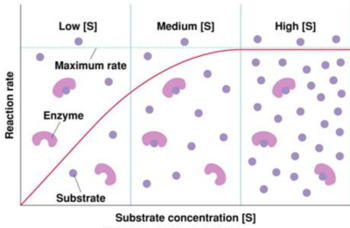 Low [S]
Medium [S]
High [S]
Maximum rate
Enzyme
Substrate
Reaction rate
Substrate concentration [S]